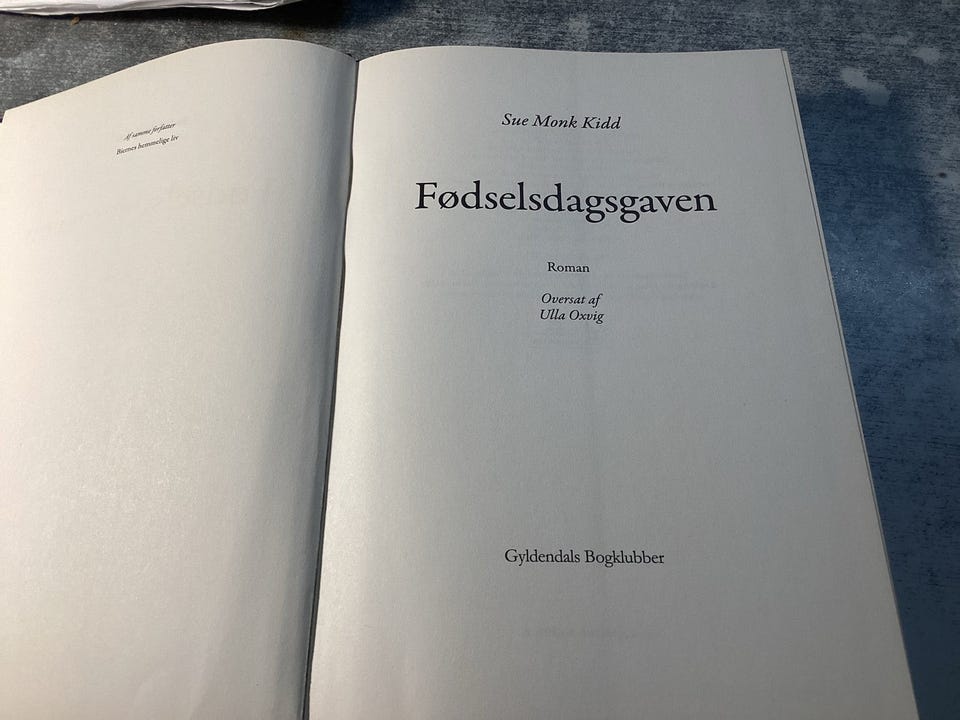 Af samme forfatter
Biernes hemmelige liv
Sue Monk Kidd
Fødselsdagsgaven
Roman
Oversat af
Ulla Oxvig
Gyldendals Bogklubber